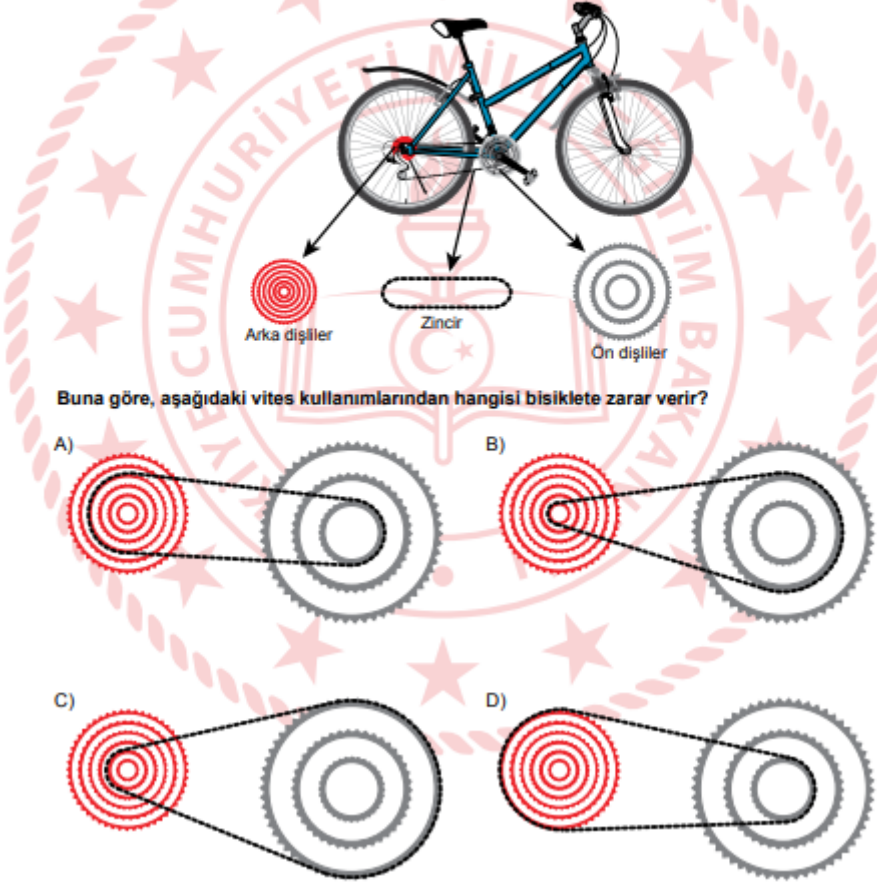 Arka dişliler
Zincir
Ön dişliler
Buna göre, aşağıdaki vites kullanımlarından hangisi bisiklete zarar verir?
A)
B)
C)
D)